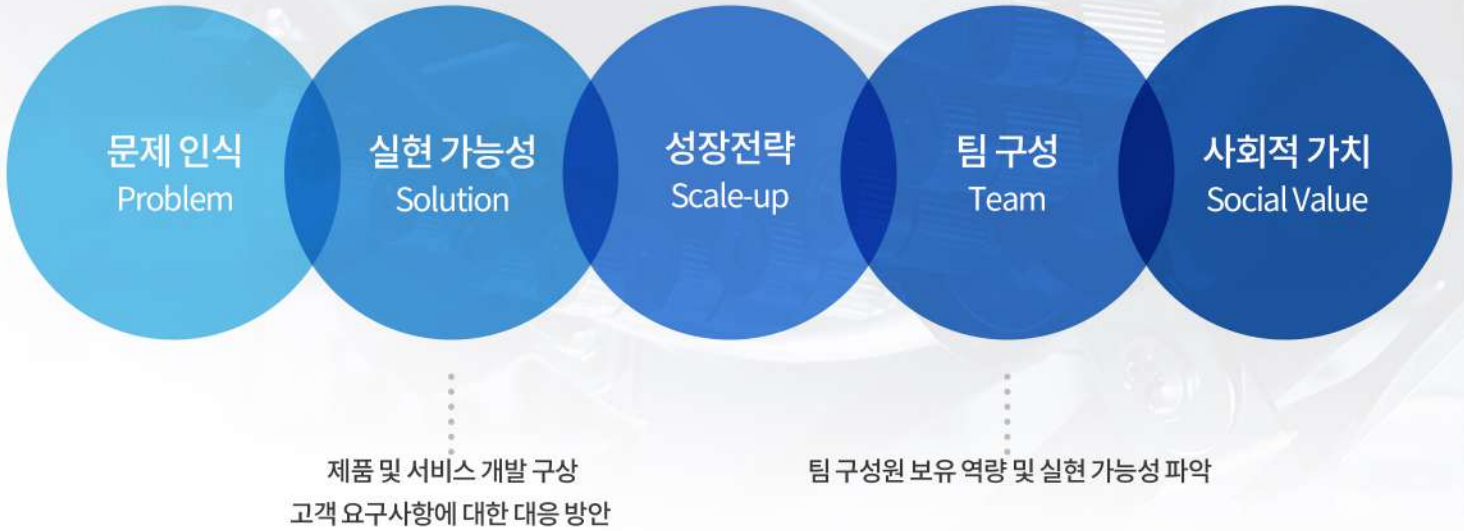 문제 인식
Problem
실현 가능성
Solution
성장전략
Scale-up
팀 구성
Team
사회적 가치
Social Value
제품 및 서비스 개발 구상
고객 요구사항에 대한 대응 방안
팀 구성원 보유 역량 및 실현 가능성 파악